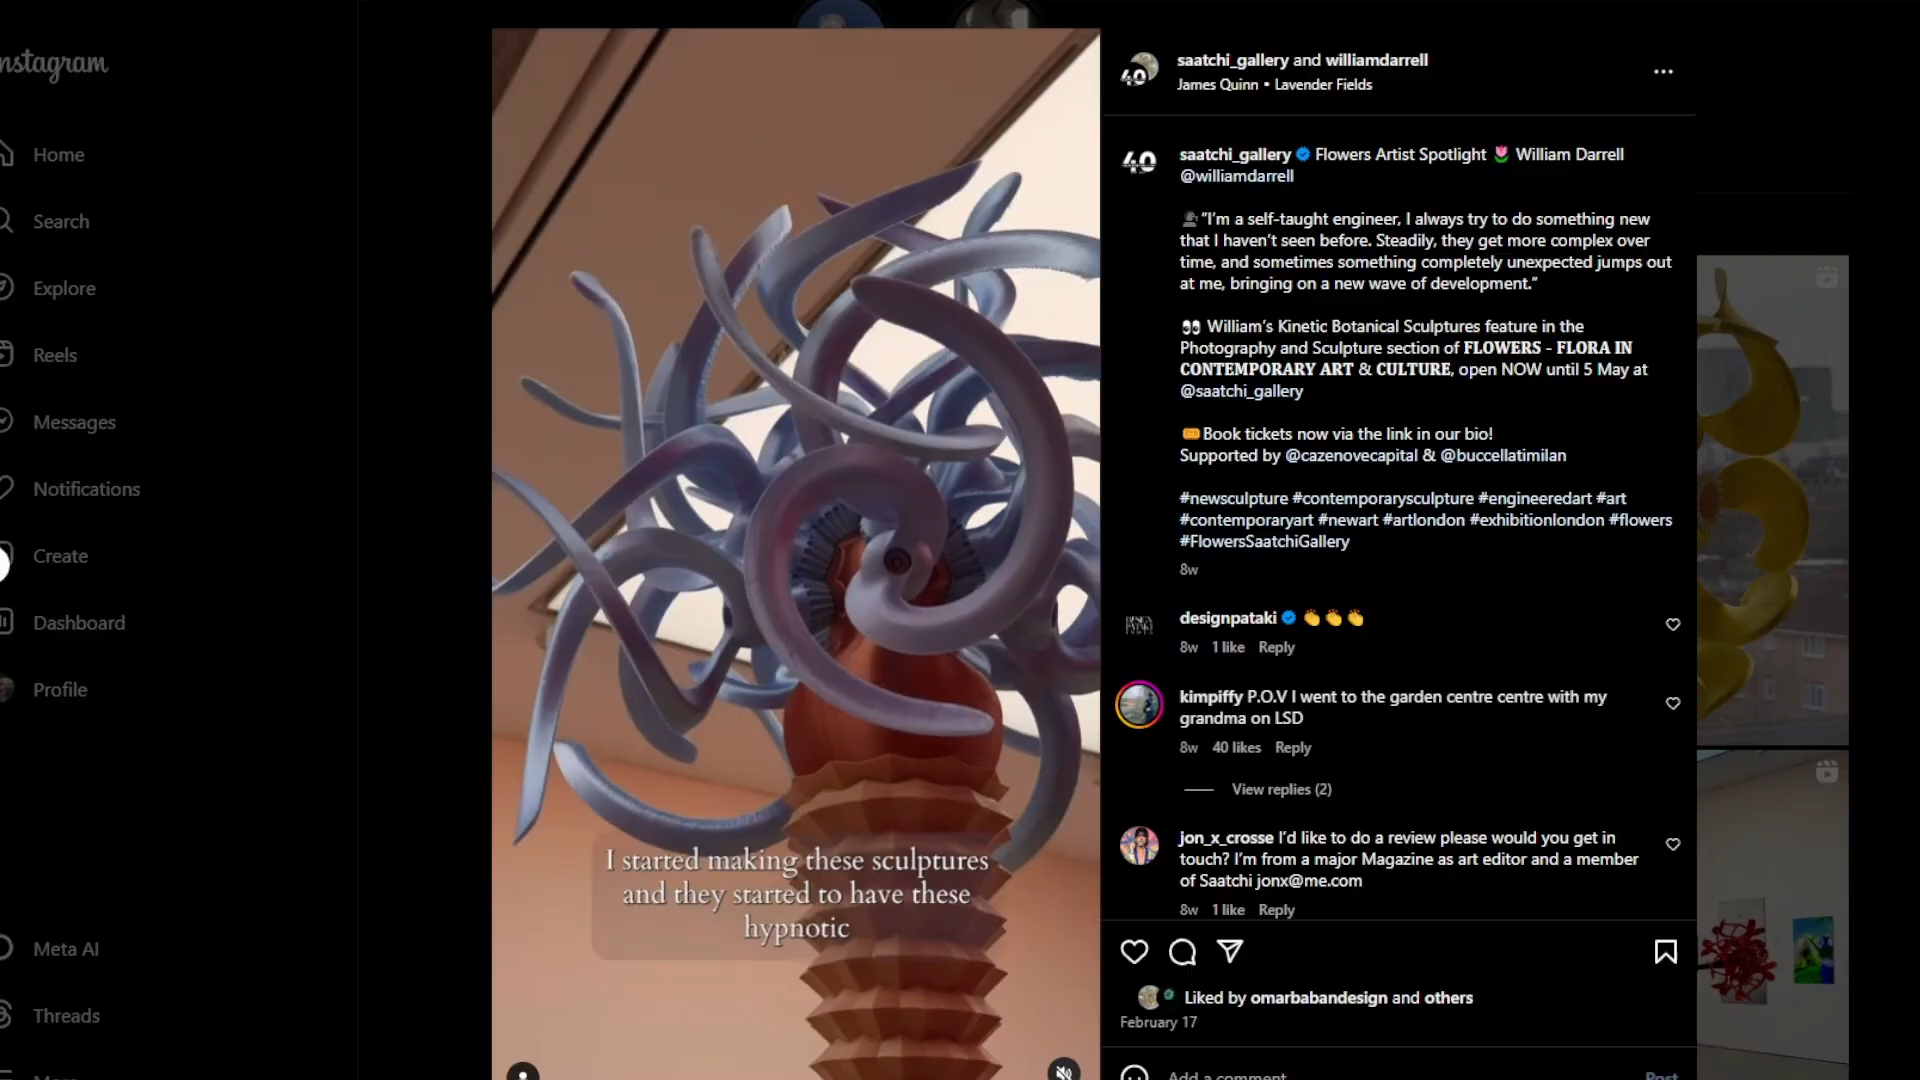 Instagram
Home
Search
Explore
Reels
Messages
Notifications
Create
Dashboard
Profile
Meta AI
Threads
I started making these sculptures
and they started to have these
hypnotic
saatchi_gallery and williamdarrell
James Quinn • Lavender Fields
saatchi_gallery Flowers Artist Spotlight 🌷 William Darrell
@williamdarrell
🗣️"I'm a self-taught engineer, I always try to do something new
that I haven't seen before. Steadily, they get more complex over
time, and sometimes something completely unexpected jumps out
at me, bringing on a new wave of development."
👀 William's Kinetic Botanical Sculptures feature in the
Photography and Sculpture section of FLOWERS - FLORA IN
CONTEMPORARY ART & CULTURE, open NOW until 5 May at
@saatchi_gallery
🎟️Book tickets now via the link in our bio!
Supported by @cazenovecapital & @buccellatimilan
#newsculpture #contemporarysculpture #engineeredart #art
#contemporaryart #newart #artlondon #exhibitionlondon #flowers
#FlowersSaatchiGallery
8w
designpataki 👏👏👏
8w 1 like Reply
kimpiffy P.O.V I went to the garden centre centre with my
grandma on LSD
8w 40 likes Reply
View replies (2)
jon_x_crosse I'd like to do a review please would you get in
touch? I'm from a major Magazine as art editor and a member
of Saatchi jonx@me.com
8w 1 like Reply
Liked by omarbabandesign and others
February 17
Add a comment
Post